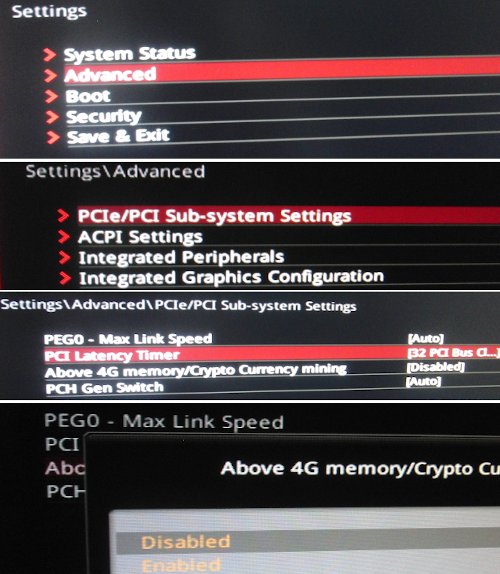 Settings
System Status
Advanced
Boot
Security
Save & Exit
Settings\Advanced
PCIe/PCI Sub-system Settings
ACPI Settings
Integrated Peripherals
Integrated Graphics Configuration
Settings\Advanced\PCIe/PCI Sub-system Settings
PEG0 - Max Link Speed [Auto]
PCI Latency Timer [32 PCI Bus Cl...]
Above 4G memory/Crypto Currency mining [Disabled]
PCH Gen Switch [Auto]
PEG0 - Max Link Speed
PCI
Abo
PCH
Above 4G memory/Crypto Cu
Disabled
Enabled